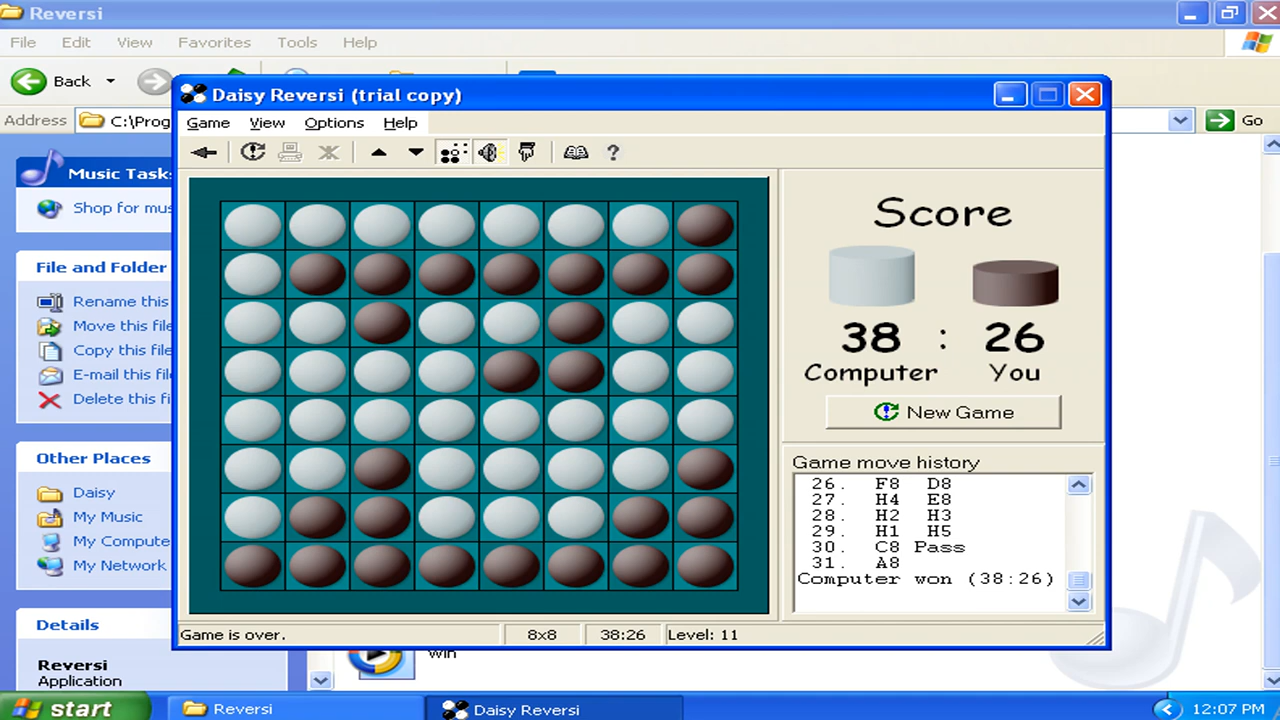 Reversi
File Edit View Favorites Tools Help
Back
Address C:\Prog
Go
Music Task
Shop for mus
File and Folder
Rename this
Move this file
Copy this file
E-mail this fil
Delete this fi
Other Places
Daisy
My Music
My Compute
My Network
Details
Reversi
Application
Daisy Reversi (trial copy)
Game View Options Help
Score
38 : 26
Computer You
New Game
Game move history
26. F8 D8
27. H4 E8
28. H2 H3
29. H1 H5
30. C8 Pass
31. A8
Computer won (38:26)
Game is over. 8x8 38:26 Level: 11
start Reversi Daisy Reversi 12:07 PM